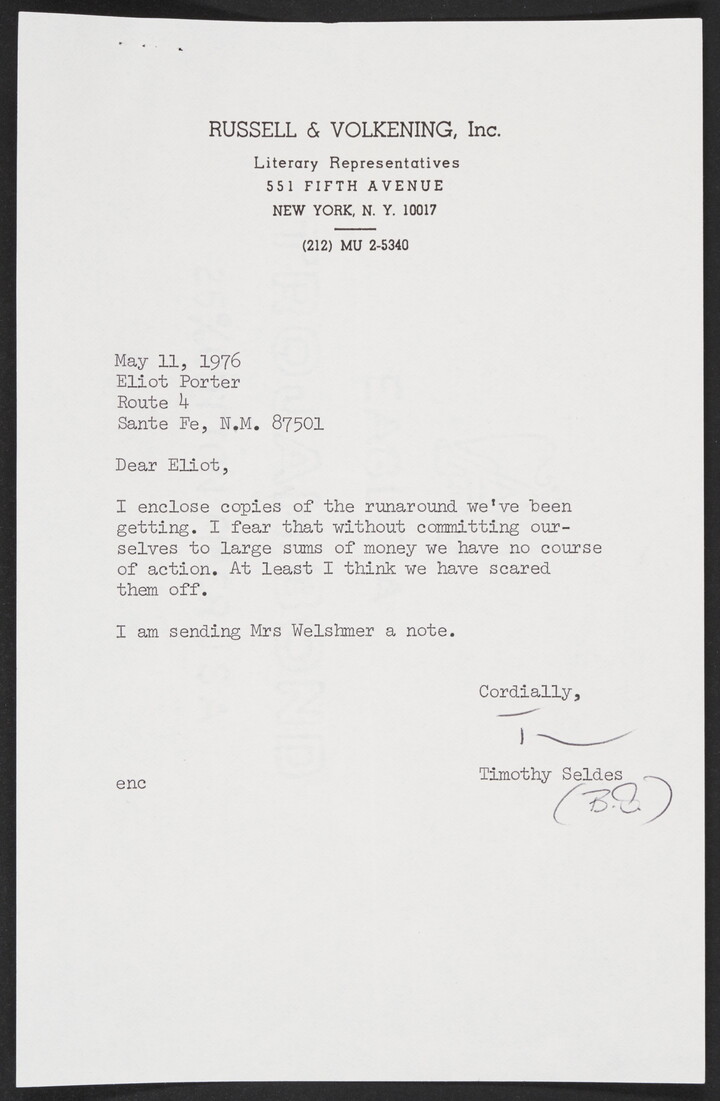 RUSSELL & VOLKENING, Inc.
Literary Representatives
551 FIFTH AVENUE
NEW YORK, N. Y. 10017
(212) MU 2-5340
May 11, 1976
Eliot Porter
Route 4
Sante Fe, N.M. 87501
Dear Eliot,
I enclose copies of the runaround we've been
getting. I fear that without committing our-
selves to large sums of money we have no course
of action. At least I think we have scared
them off.
I am sending Mrs Welshmer a note.
Cordially,
T
Timothy Seldes
enc